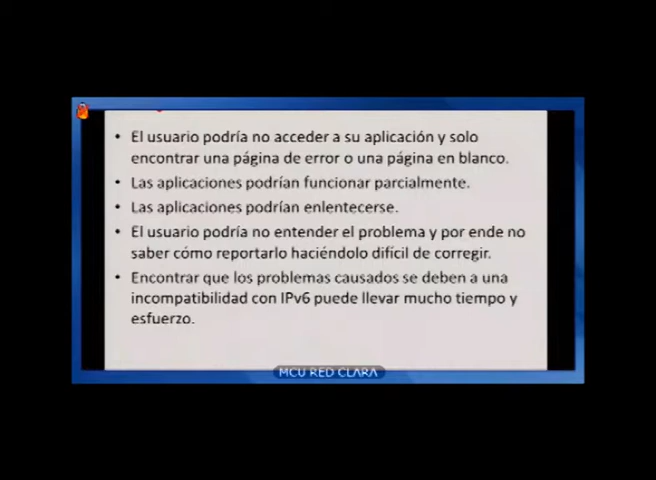 • El usuario podría no acceder a su aplicación y solo
encontrar una página de error o una página en blanco.
• Las aplicaciones podrían funcionar parcialmente.
• Las aplicaciones podrían enlentecerse.
• El usuario podría no entender el problema y por ende no
saber cómo reportarlo haciéndolo difícil de corregir.
• Encontrar que los problemas causados se deben a una
incompatibilidad con IPv6 puede llevar mucho tiempo y
esfuerzo.
MCU RED CLARA